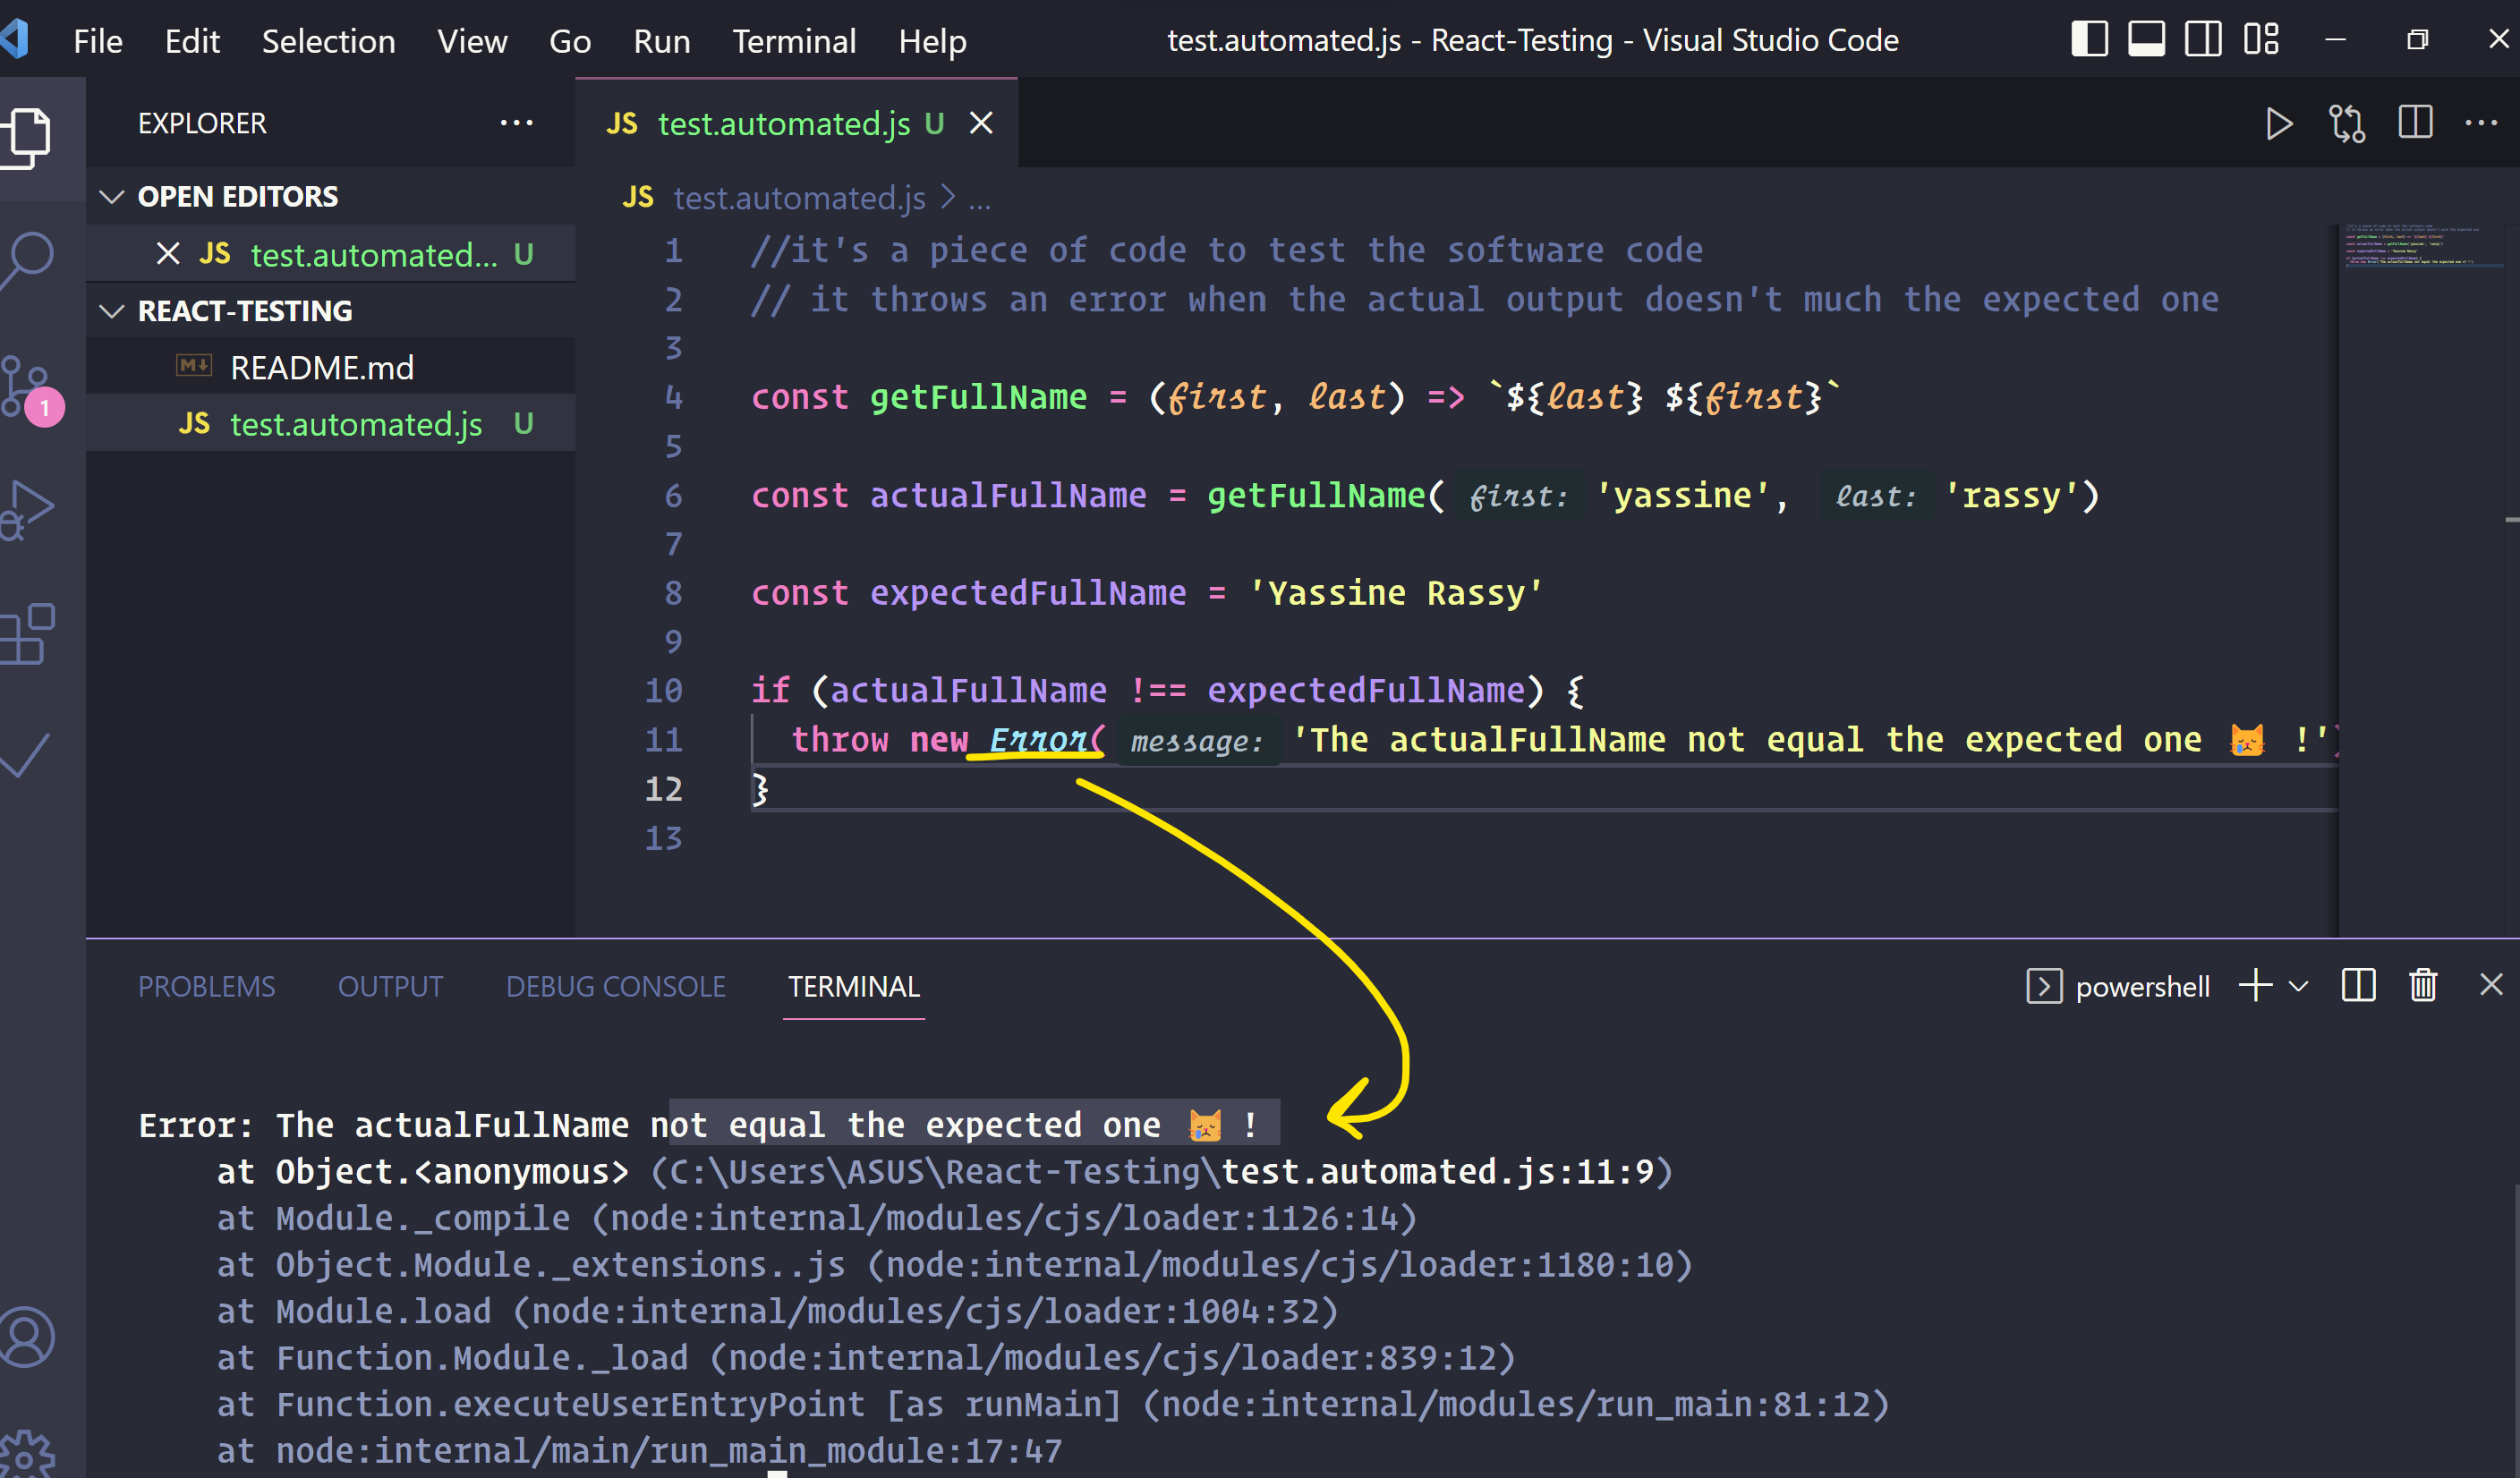 File Edit Selection View Go Run Terminal Help test.automated.js - React-Testing - Visual Studio Code
EXPLORER
JS test.automated.js U
OPEN EDITORS
JS test.automated... U
REACT-TESTING
README.md
JS test.automated.js U
1
JS test.automated.js > ...
1 //it's a piece of code to test the software code
2 // it throws an error when the actual output doesn't much the expected one
3
4 const getFullName = (first, last) => `${last} ${first}`
5
6 const actualFullName = getFullName( first: 'yassine', last: 'rassy')
7
8 const expectedFullName = 'Yassine Rassy'
9
10 if (actualFullName !== expectedFullName) {
11 throw new Error( message: 'The actualFullName not equal the expected one 😿 !')
12 }
13
PROBLEMS OUTPUT DEBUG CONSOLE TERMINAL powershell
Error: The actualFullName not equal the expected one 😿 !
at Object.<anonymous> (C:\Users\ASUS\React-Testing\test.automated.js:11:9)
at Module._compile (node:internal/modules/cjs/loader:1126:14)
at Object.Module._extensions..js (node:internal/modules/cjs/loader:1180:10)
at Module.load (node:internal/modules/cjs/loader:1004:32)
at Function.Module._load (node:internal/modules/cjs/loader:839:12)
at Function.executeUserEntryPoint [as runMain] (node:internal/modules/run_main:81:12)
at node:internal/main/run_main_module:17:47